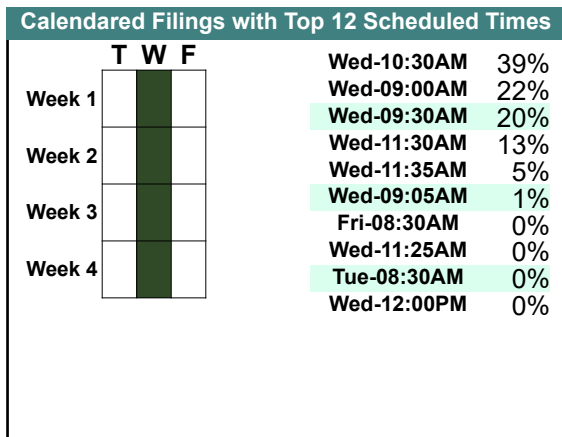 Calendared Filings with Top 12 Scheduled Times
T W F
Week 1
Week 2
Week 3
Week 4
Wed-10:30AM 39%
Wed-09:00AM 22%
Wed-09:30AM 20%
Wed-11:30AM 13%
Wed-11:35AM 5%
Wed-09:05AM 1%
Fri-08:30AM 0%
Wed-11:25AM 0%
Tue-08:30AM 0%
Wed-12:00PM 0%